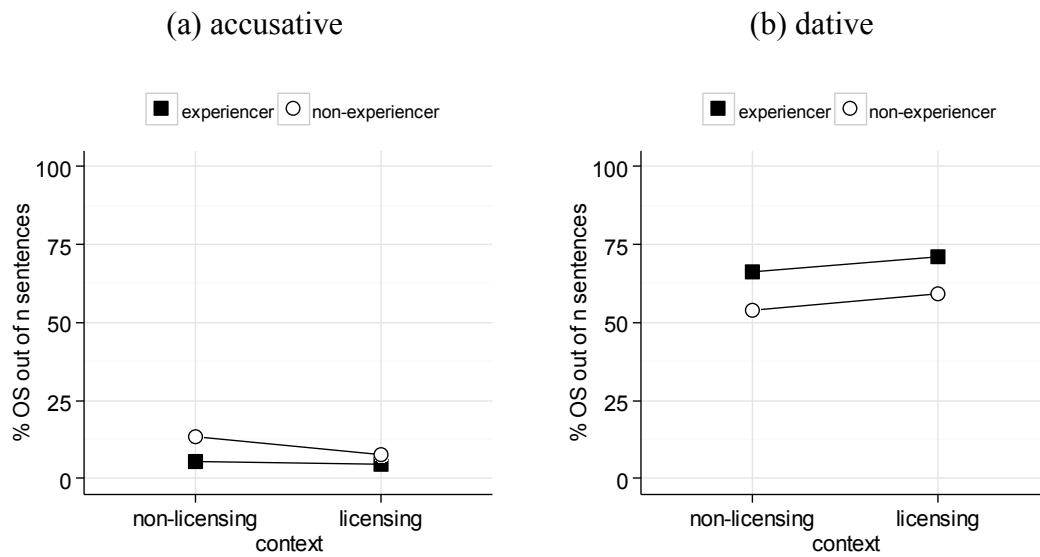 (a) accusative
experiencer non-experiencer
100
75
50
25
0
% OS out of n sentences
non-licensing licensing
context
(b) dative
experiencer non-experiencer
100
75
50
25
0
% OS out of n sentences
non-licensing licensing
context